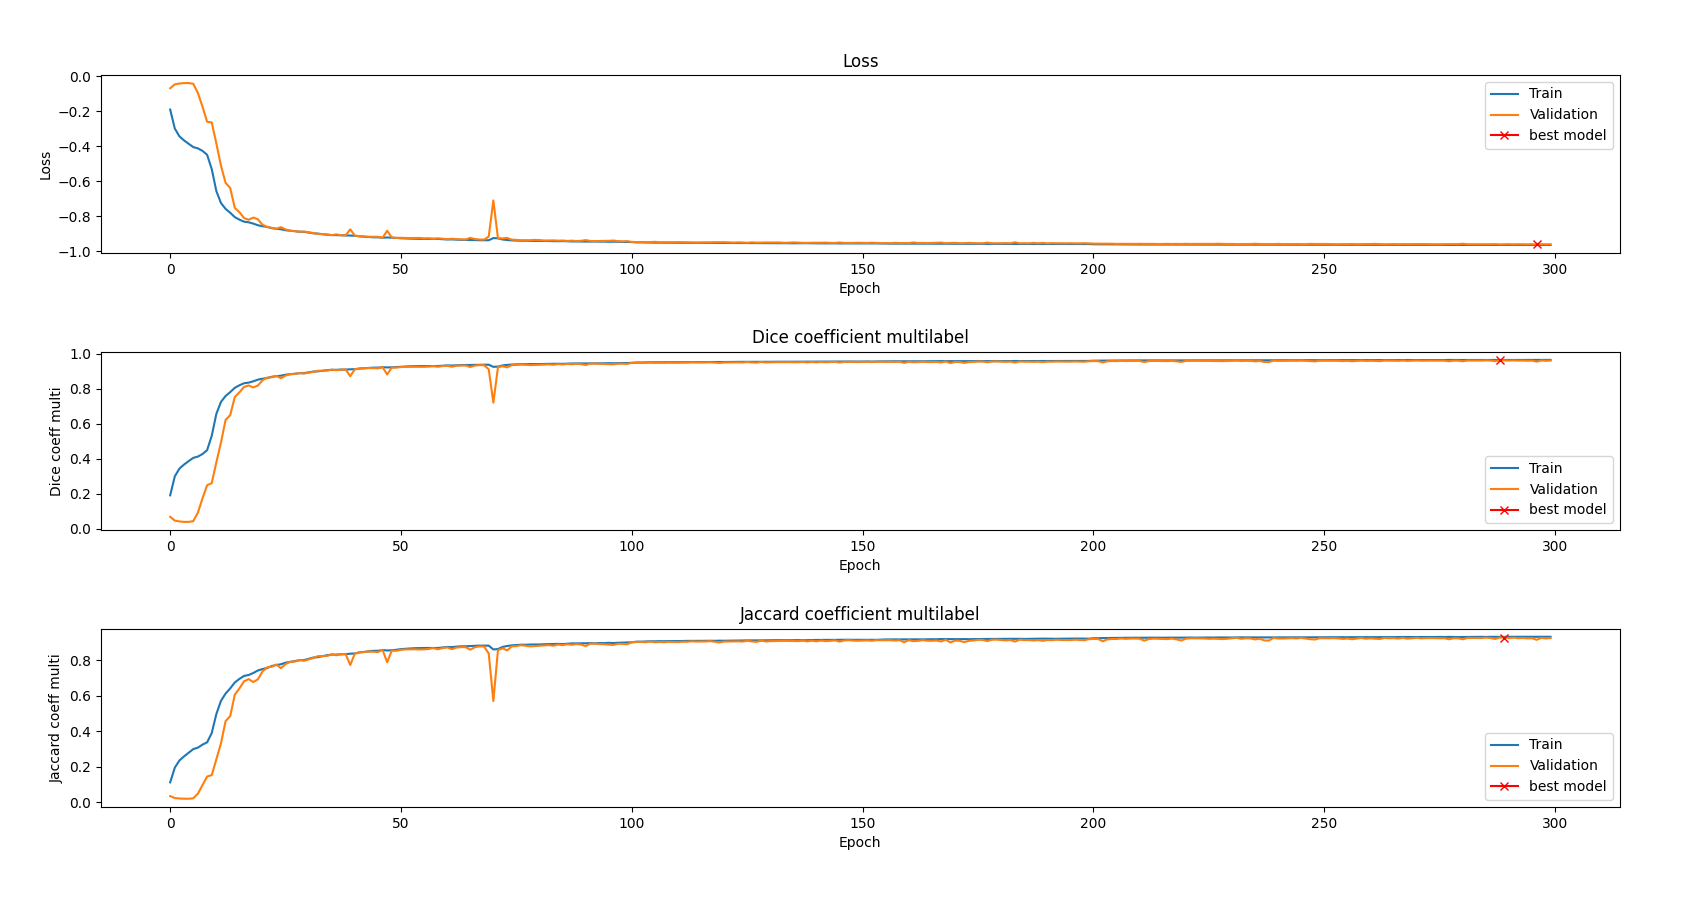 Loss
0.0
−0.2
−0.4
−0.6
−0.8
−1.0
Loss
Train
Validation
best model
0 50 100 150 200 250 300
Epoch
Dice coefficient multilabel
1.0
0.8
0.6
0.4
0.2
0.0
Dice coeff multi
Train
Validation
best model
0 50 100 150 200 250 300
Epoch
Jaccard coefficient multilabel
0.8
0.6
0.4
0.2
0.0
Jaccard coeff multi
Train
Validation
best model
0 50 100 150 200 250 300
Epoch